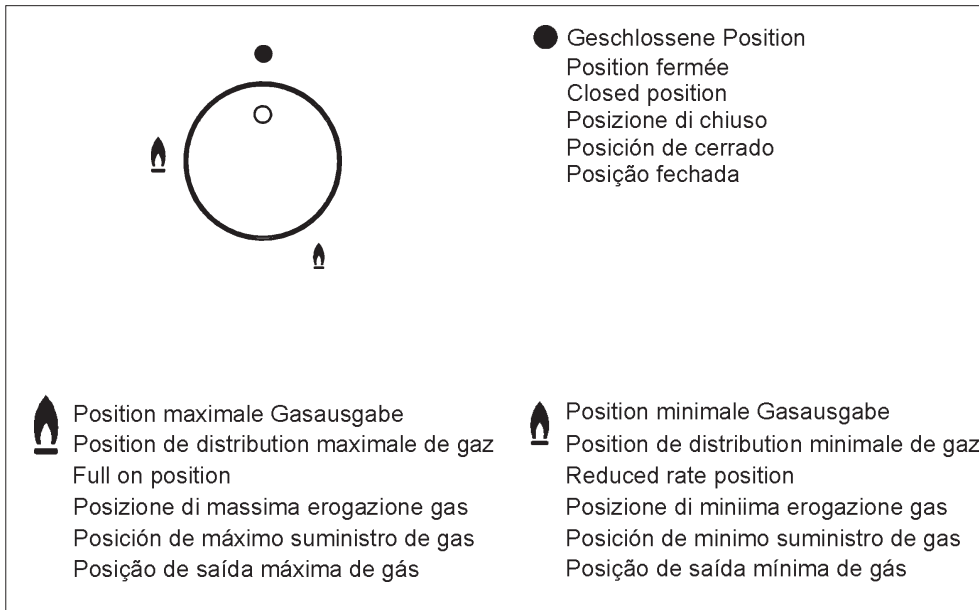 Geschlossene Position
Position fermée
Closed position
Posizione di chiuso
Posición de cerrado
Posição fechada
Position maximale Gasausgabe
Position de distribution maximale de gaz
Full on position
Posizione di massima erogazione gas
Posición de máximo suministro de gas
Posição de saída máxima de gás
Position minimale Gasausgabe
Position de distribution minimale de gaz
Reduced rate position
Posizione di miniima erogazione gas
Posición de minimo suministro de gas
Posição de saída mínima de gás